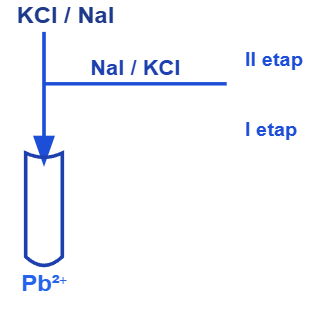 KCl / NaI
NaI / KCl
II etap
I etap
Pb²⁺